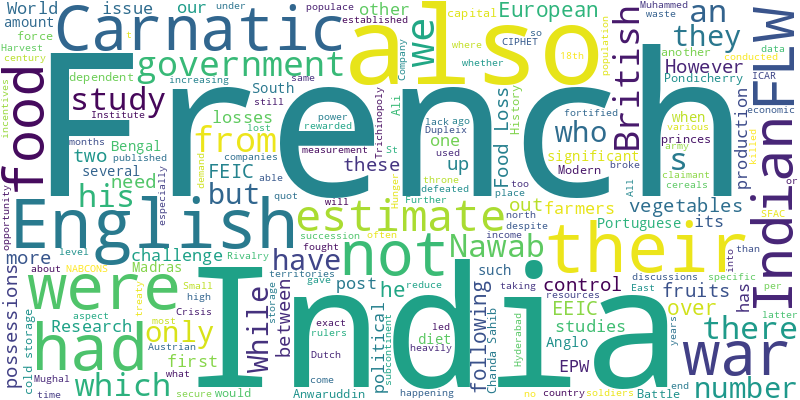 World
amount
issue
our
under
populace
often
other
European
an
food
Carnatic
also
we
government
they
However
another
FLW
Indian
British
French
India
English
their
study
losses
South
from
estimate
who
significant
Food Loss
History
Pondicherry
ICAR
CIPHET
conducted
data
waste
Muhammed
where
whether
so
10th
population
capital
established
Company
Ali
Trichinopoly
dependent
increasing
same
Institute
still
force
Harvest
century
incentives
opportunity
Bengal
published
two
months
several
especially
his
need
FEIC
companies
able
but
power
rewarded
measurement
lost
ago
Dupleix
lack
one
used
St
these
up
Modern
fortified
when
various
army
princes
killed
claimant
cereals
economic
production
or
All
broke
too
place
defeated
throne
Hunger
Further
demand
quot
will
were
had
not
Nawab
have
out
farmers
vegetables
Portuguese
its
SFAC
more
level
about
NABCONS
challenge
Madras
succession
Rivalry
fought
income
north
despite
taking
resources
control
EEIC
studies
Anglo
EPW
fruits
over
has
into
than
there
war
number
discussions
specific
per
latter
East
years
country
soldiers
Battle
end
no
happening
heavily
come
led
Hyderabad
diet
reduce
such
following
Chanda Sahib
political
subcontinent
he
post
Crisis
exact
rulers
Dutch
gave
territories
between
While
storage
Small
high
treaty
Austrian
most
first
what
secure
would
Anwaruddin
only
Research
aspect
which
Mughal
time
cold storage
possessions